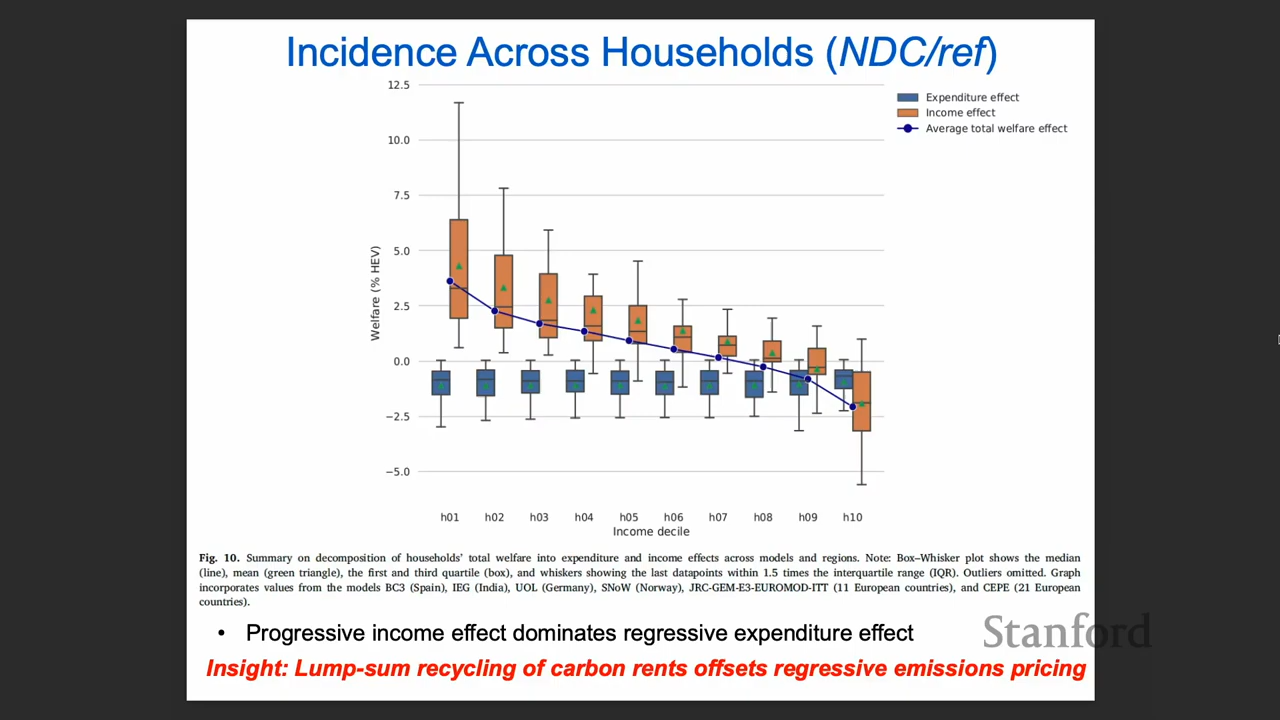 Incidence Across Households (NDC/ref)
12.5
10.0
7.5
5.0
2.5
0.0
−2.5
−5.0
Welfare (% HEV)
Expenditure effect
Income effect
Average total welfare effect
h01 h02 h03 h04 h05 h06 h07 h08 h09 h10
Income decile
Fig. 10. Summary on decomposition of households' total welfare into expenditure and income effects across models and regions. Note: Box–Whisker plot shows the median
(line), mean (green triangle), the first and third quartile (box), and whiskers showing the last datapoints within 1.5 times the interquartile range (IQR). Outliers omitted. Graph
incorporates values from the models BC3 (Spain), IEG (India), UOL (Germany), SNoW (Norway), JRC-GEM-E3-EUROMOD-ITT (11 European countries), and CEPE (21 European
countries).
• Progressive income effect dominates regressive expenditure effect
Stanford
Insight: Lump-sum recycling of carbon rents offsets regressive emissions pricing